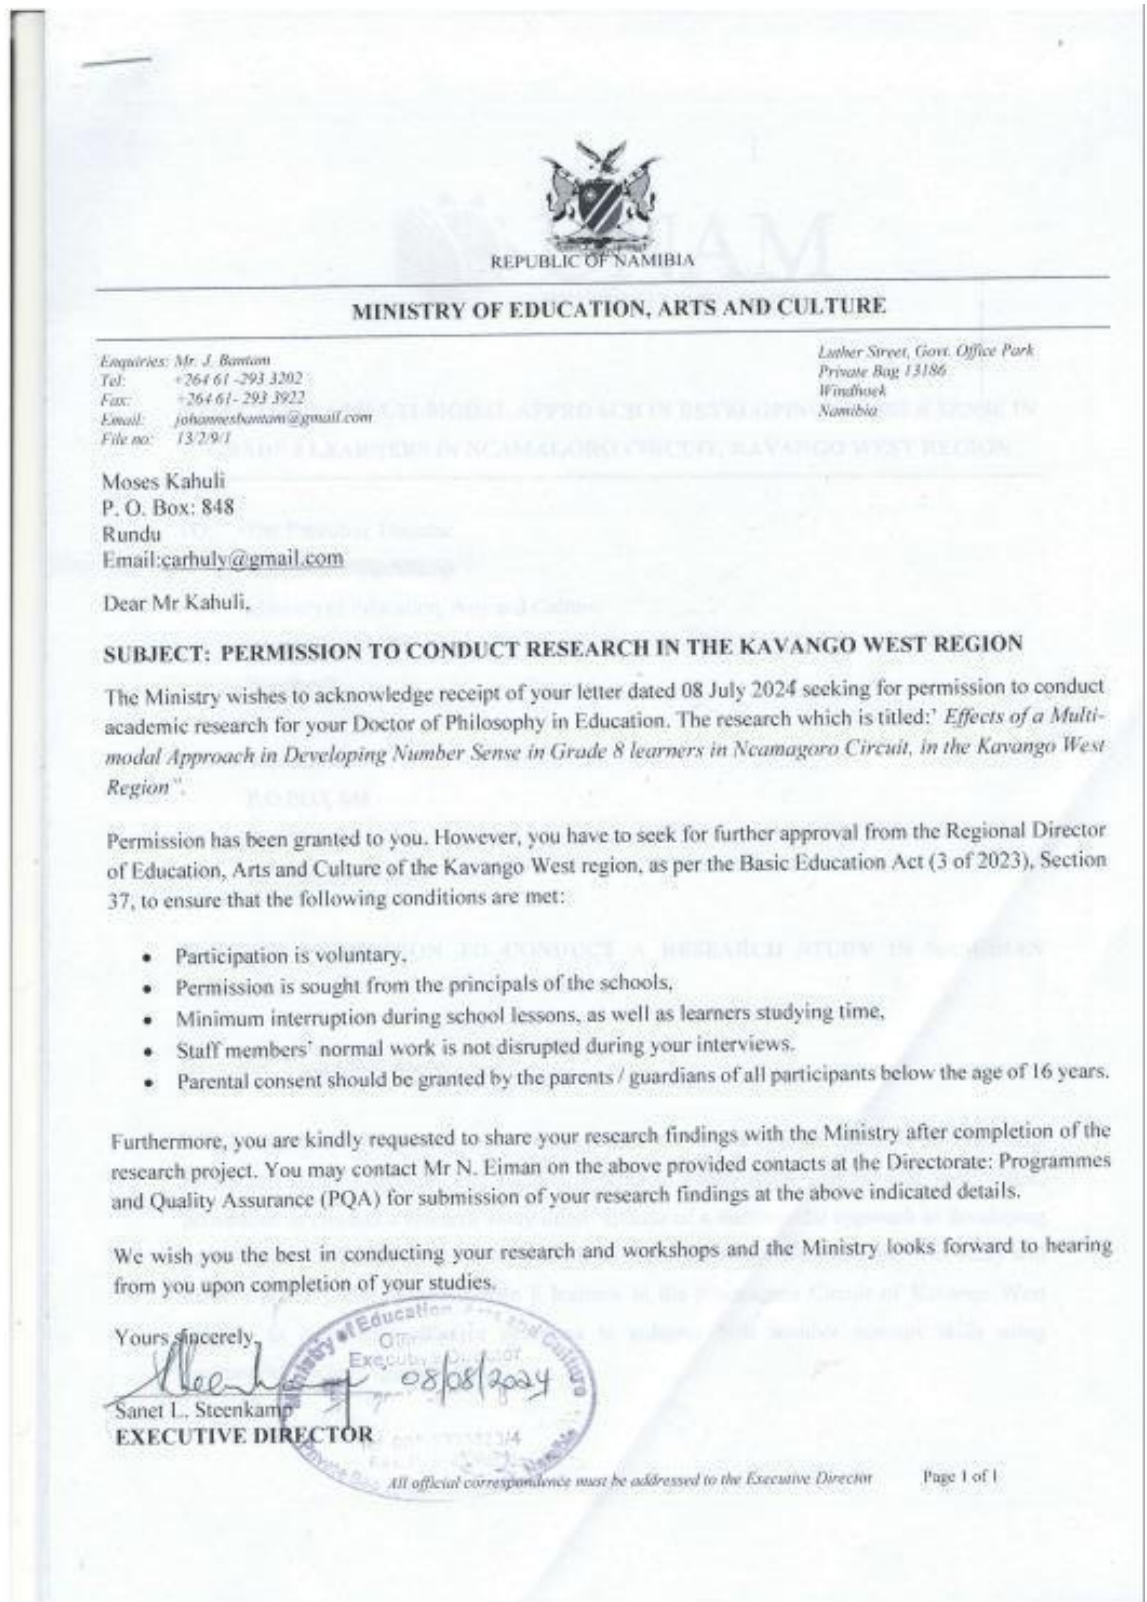 REPUBLIC OF NAMIBIA
MINISTRY OF EDUCATION, ARTS AND CULTURE
Enquiries: Mr. J. Bantam
Tel: +264 61 -293 3202
Fax: +264 61- 293 3922
Email: johannesbantam@gmail.com
File no: 13/2/9/1
Luther Street, Govt. Office Park
Private Bag 13186
Windhoek
Namibia
Moses Kahuli
P. O. Box: 848
Rundu
Email:carhuly@gmail.com
Dear Mr Kahuli,
SUBJECT: PERMISSION TO CONDUCT RESEARCH IN THE KAVANGO WEST REGION
The Ministry wishes to acknowledge receipt of your letter dated 08 July 2024 seeking for permission to conduct
academic research for your Doctor of Philosophy in Education. The research which is titled:' Effects of a Multi-
modal Approach in Developing Number Sense in Grade 8 learners in Ncamagoro Circuit, in the Kavango West
Region".
Permission has been granted to you. However, you have to seek for further approval from the Regional Director
of Education, Arts and Culture of the Kavango West region, as per the Basic Education Act (3 of 2023), Section
37, to ensure that the following conditions are met:
• Participation is voluntary,
• Permission is sought from the principals of the schools,
• Minimum interruption during school lessons, as well as learners studying time,
• Staff members' normal work is not disrupted during your interviews.
• Parental consent should be granted by the parents / guardians of all participants below the age of 16 years.
Furthermore, you are kindly requested to share your research findings with the Ministry after completion of the
research project. You may contact Mr N. Eiman on the above provided contacts at the Directorate: Programmes
and Quality Assurance (PQA) for submission of your research findings at the above indicated details.
We wish you the best in conducting your research and workshops and the Ministry looks forward to hearing
from you upon completion of your studies.
Yours sincerely,
Ministry of Education Arts and Culture
Executive Director
08/08/2024
Sanet L. Steenkamp
EXECUTIVE DIRECTOR
Private Bag
Namibia
All official correspondence must be addressed to the Executive Director
Page 1 of 1